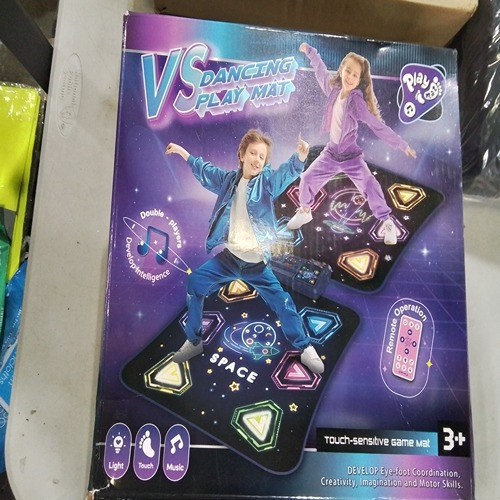 VS DANCING
PLAY MAT
Play
Double - players
Develop intelligence
Remote Operation
SPACE
Touch-sensitive Game Mat
3+
Light
Touch
Music
DEVELOP Eye-foot Coordination,
Creativity, Imagination and Motor Skills.